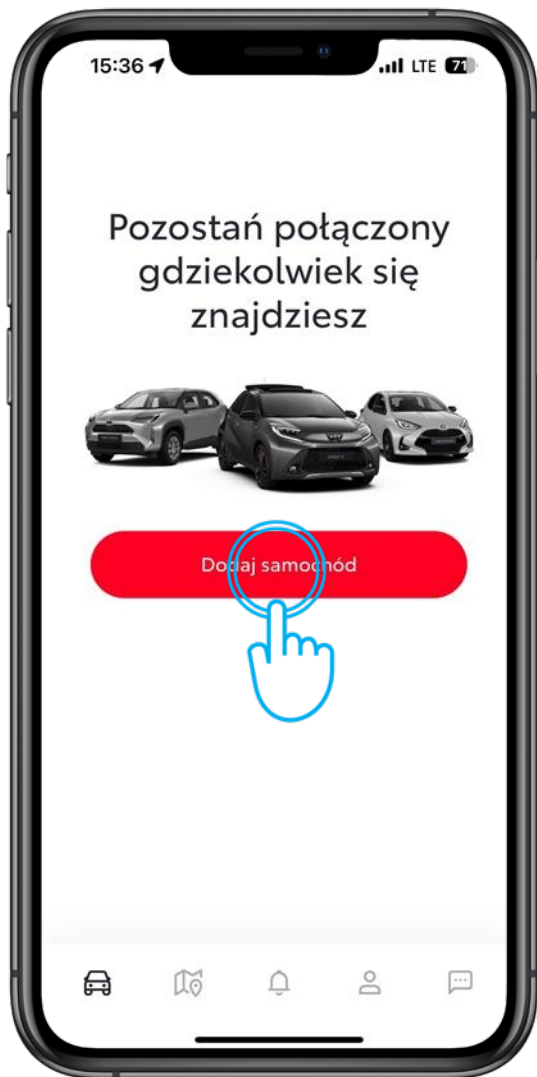 15:36 LTE 71
Pozostań połączony
gdziekolwiek się
znajdziesz
Dodaj samochód